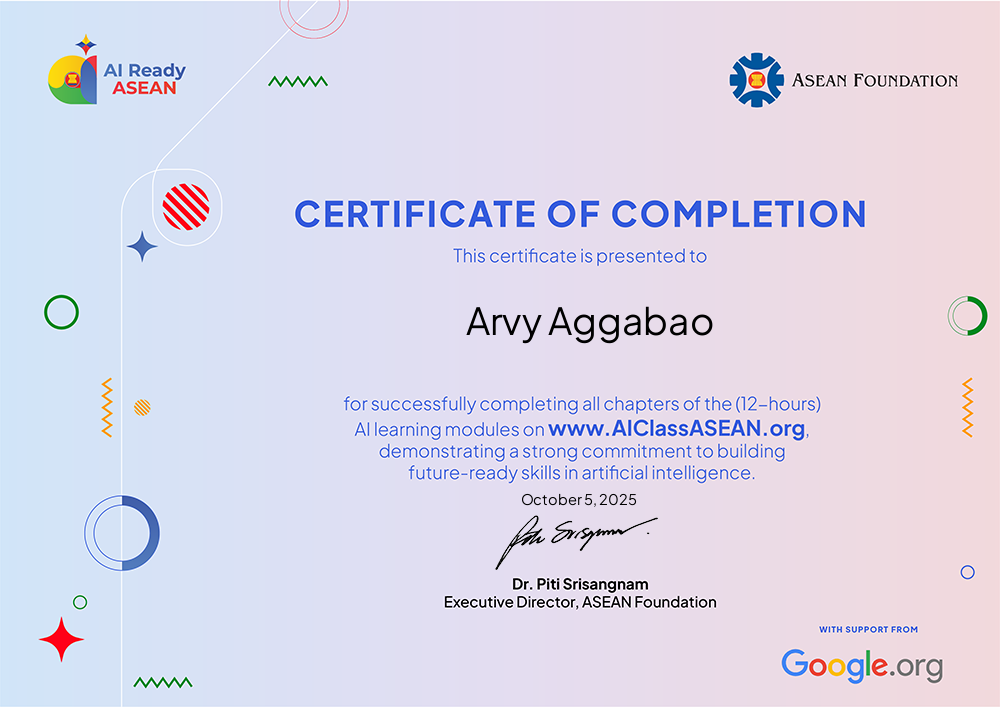 AI Ready
ASEAN
ASEAN FOUNDATION
CERTIFICATE OF COMPLETION
This certificate is presented to
Arvy Aggabao
for successfully completing all chapters of the (12-hours)
AI learning modules on www.AIClassASEAN.org,
demonstrating a strong commitment to building
future-ready skills in artificial intelligence.
October 5, 2025
Dr. Piti Srisangnam
Executive Director, ASEAN Foundation
WITH SUPPORT FROM
Google.org